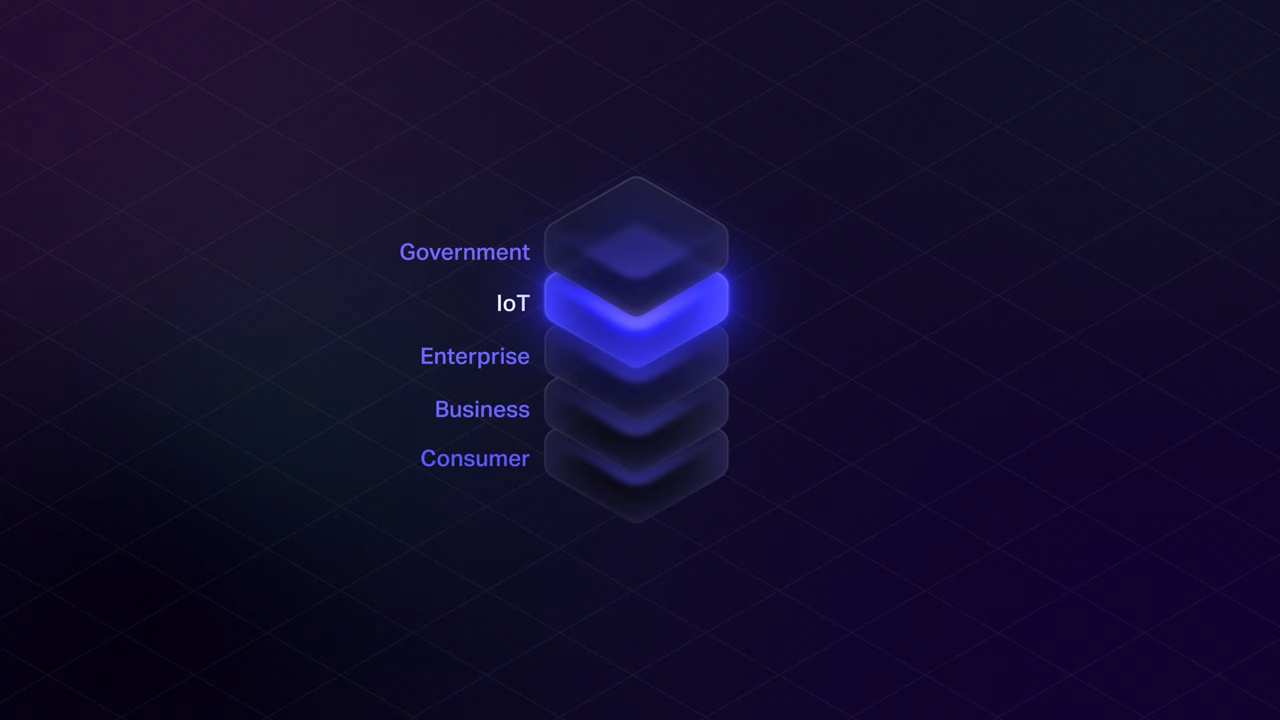 Government
IoT
Enterprise
Business
Consumer